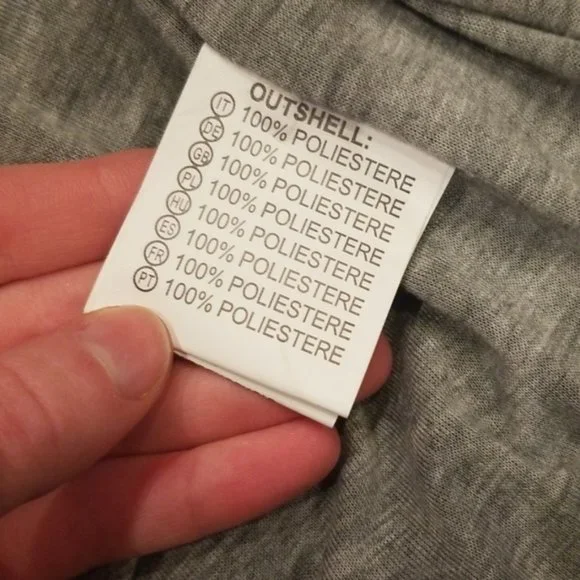 OUTSHELL:
IT 100% POLIESTERE
DE 100% POLIESTERE
GB 100% POLIESTERE
PL 100% POLIESTERE
HU 100% POLIESTERE
ES 100% POLIESTERE
FR 100% POLIESTERE
PT 100% POLIESTERE